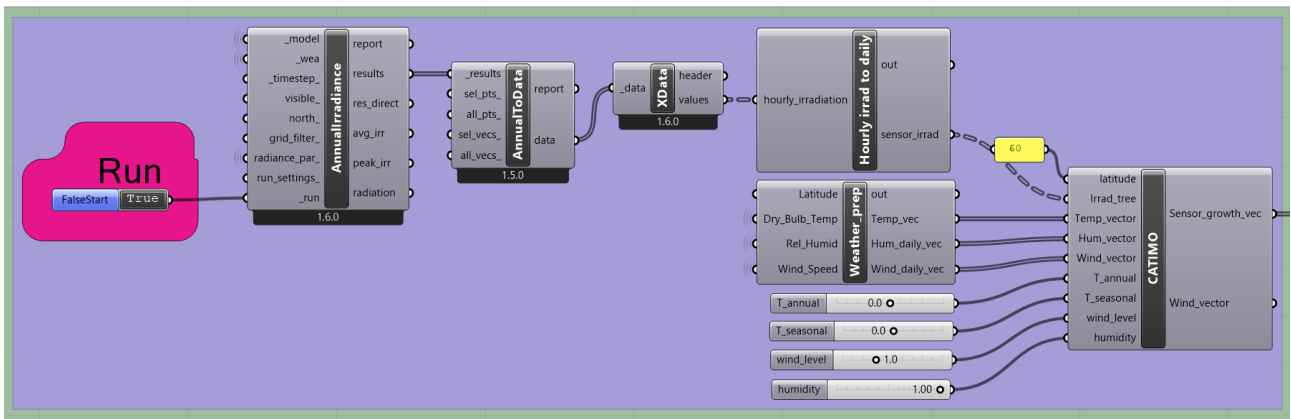 Run
FalseStart True
_model
_wea
_timestep_
visible_
north_
grid_filter_
radiance_par_
run_settings_
_run
AnnualIrradiance
report
results
res_direct
avg_irr
peak_irr
radiation
1.6.0
_results
sel_pts_
all_pts_
sel_vecs_
all_vecs_
AnnualToData
report
data
1.5.0
_data
XData
header
values
1.6.0
hourly_irradiation
Hourly irrad to daily
out
sensor_irrad
60
Latitude
Dry_Bulb_Temp
Rel_Humid
Wind_Speed
Weather_prep
out
Temp_vec
Hum_daily_vec
Wind_daily_vec
T_annual 0.0
T_seasonal 0.0
wind_level 1.0
humidity 1.00
latitude
Irrad_tree
Temp_vector
Hum_vector
Wind_vector
T_annual
T_seasonal
wind_level
humidity
CATIMO
Sensor_growth_vec
Wind_vector